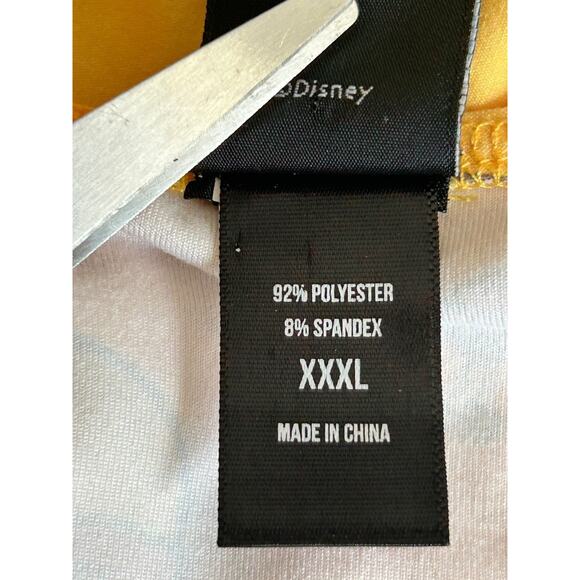 ©Disney
92% POLYESTER
8% SPANDEX
XXXL
MADE IN CHINA